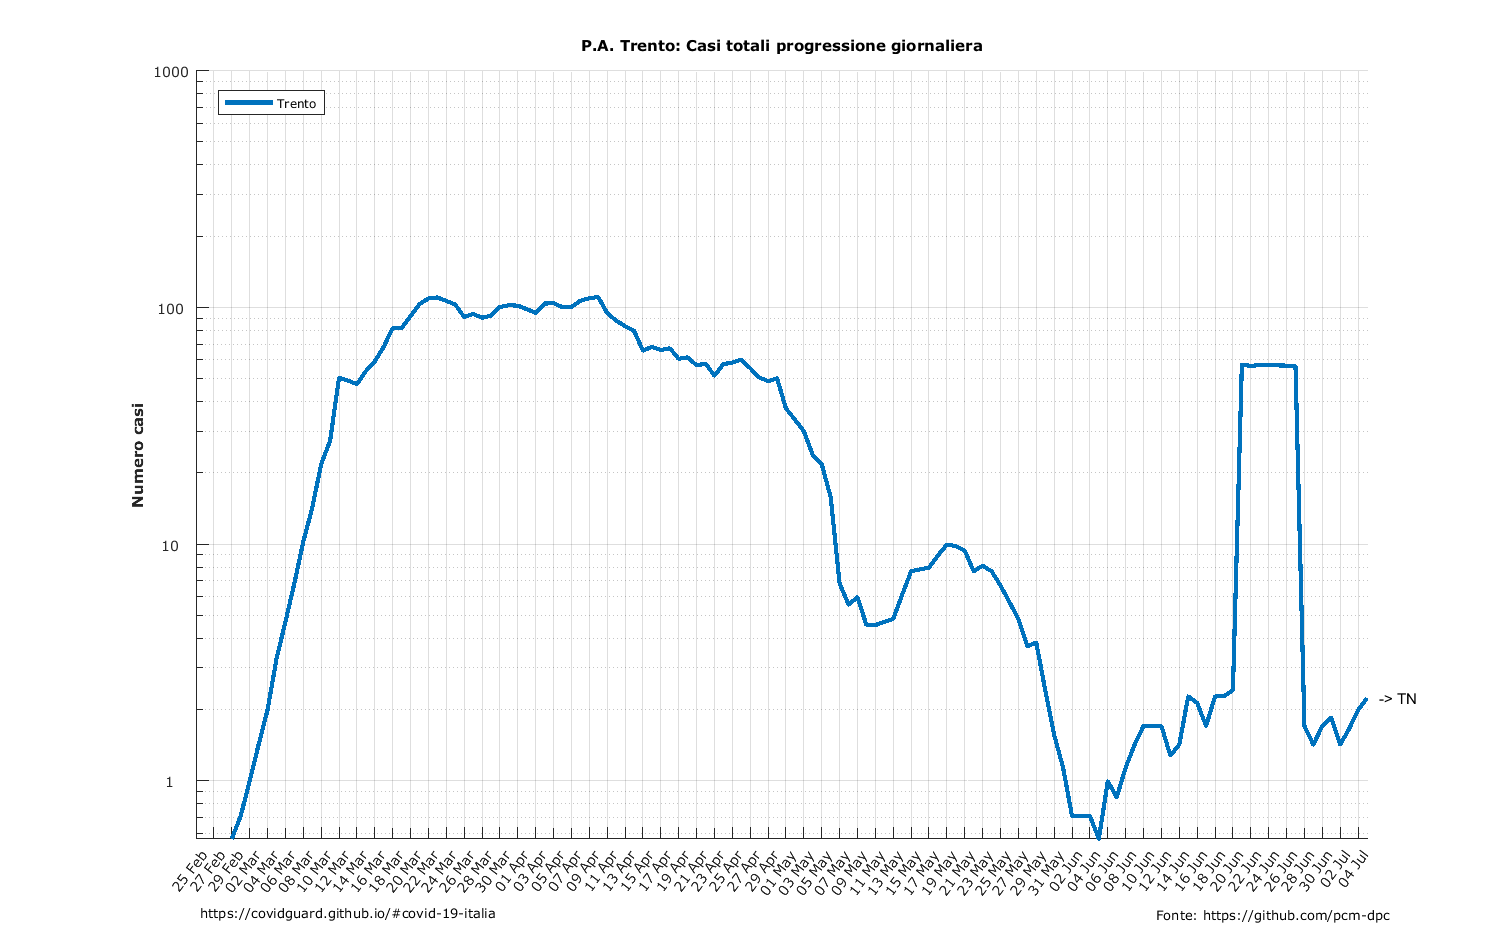 P.A. Trento: Casi totali progressione giornaliera
1000
100
10
1
Numero casi
Trento
-> TN
25 Feb
27 Feb
29 Feb
02 Mar
04 Mar
06 Mar
08 Mar
10 Mar
12 Mar
14 Mar
16 Mar
18 Mar
20 Mar
22 Mar
24 Mar
26 Mar
28 Mar
30 Mar
01 Apr
03 Apr
05 Apr
07 Apr
09 Apr
11 Apr
13 Apr
15 Apr
17 Apr
19 Apr
21 Apr
23 Apr
25 Apr
27 Apr
29 Apr
01 May
03 May
05 May
07 May
09 May
11 May
13 May
15 May
17 May
19 May
21 May
23 May
25 May
27 May
29 May
31 May
02 Jun
04 Jun
06 Jun
08 Jun
10 Jun
12 Jun
14 Jun
16 Jun
18 Jun
20 Jun
22 Jun
24 Jun
26 Jun
28 Jun
30 Jun
02 Jul
04 Jul
https://covidguard.github.io/#covid-19-italia
Fonte: https://github.com/pcm-dpc